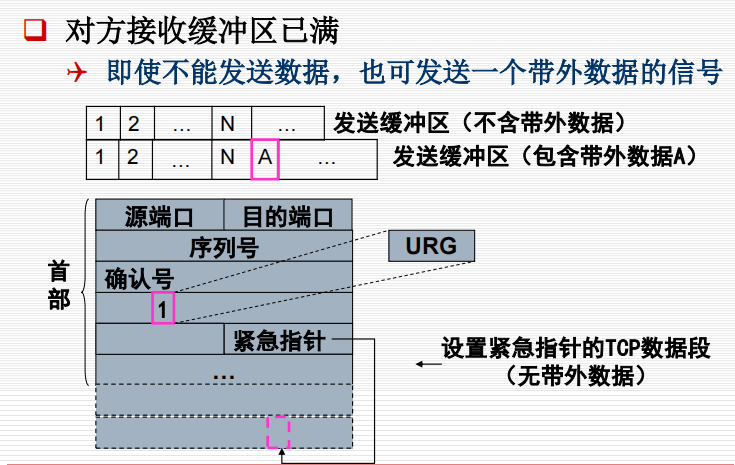 对方接收缓冲区已满
即使不能发送数据，也可发送一个带外数据的信号
1 2 … N … 发送缓冲区（不含带外数据）
1 2 … N A … 发送缓冲区（包含带外数据A）
源端口 目的端口
序列号
URG
首部
确认号
1
紧急指针
设置紧急指针的TCP数据段
（无带外数据）
…